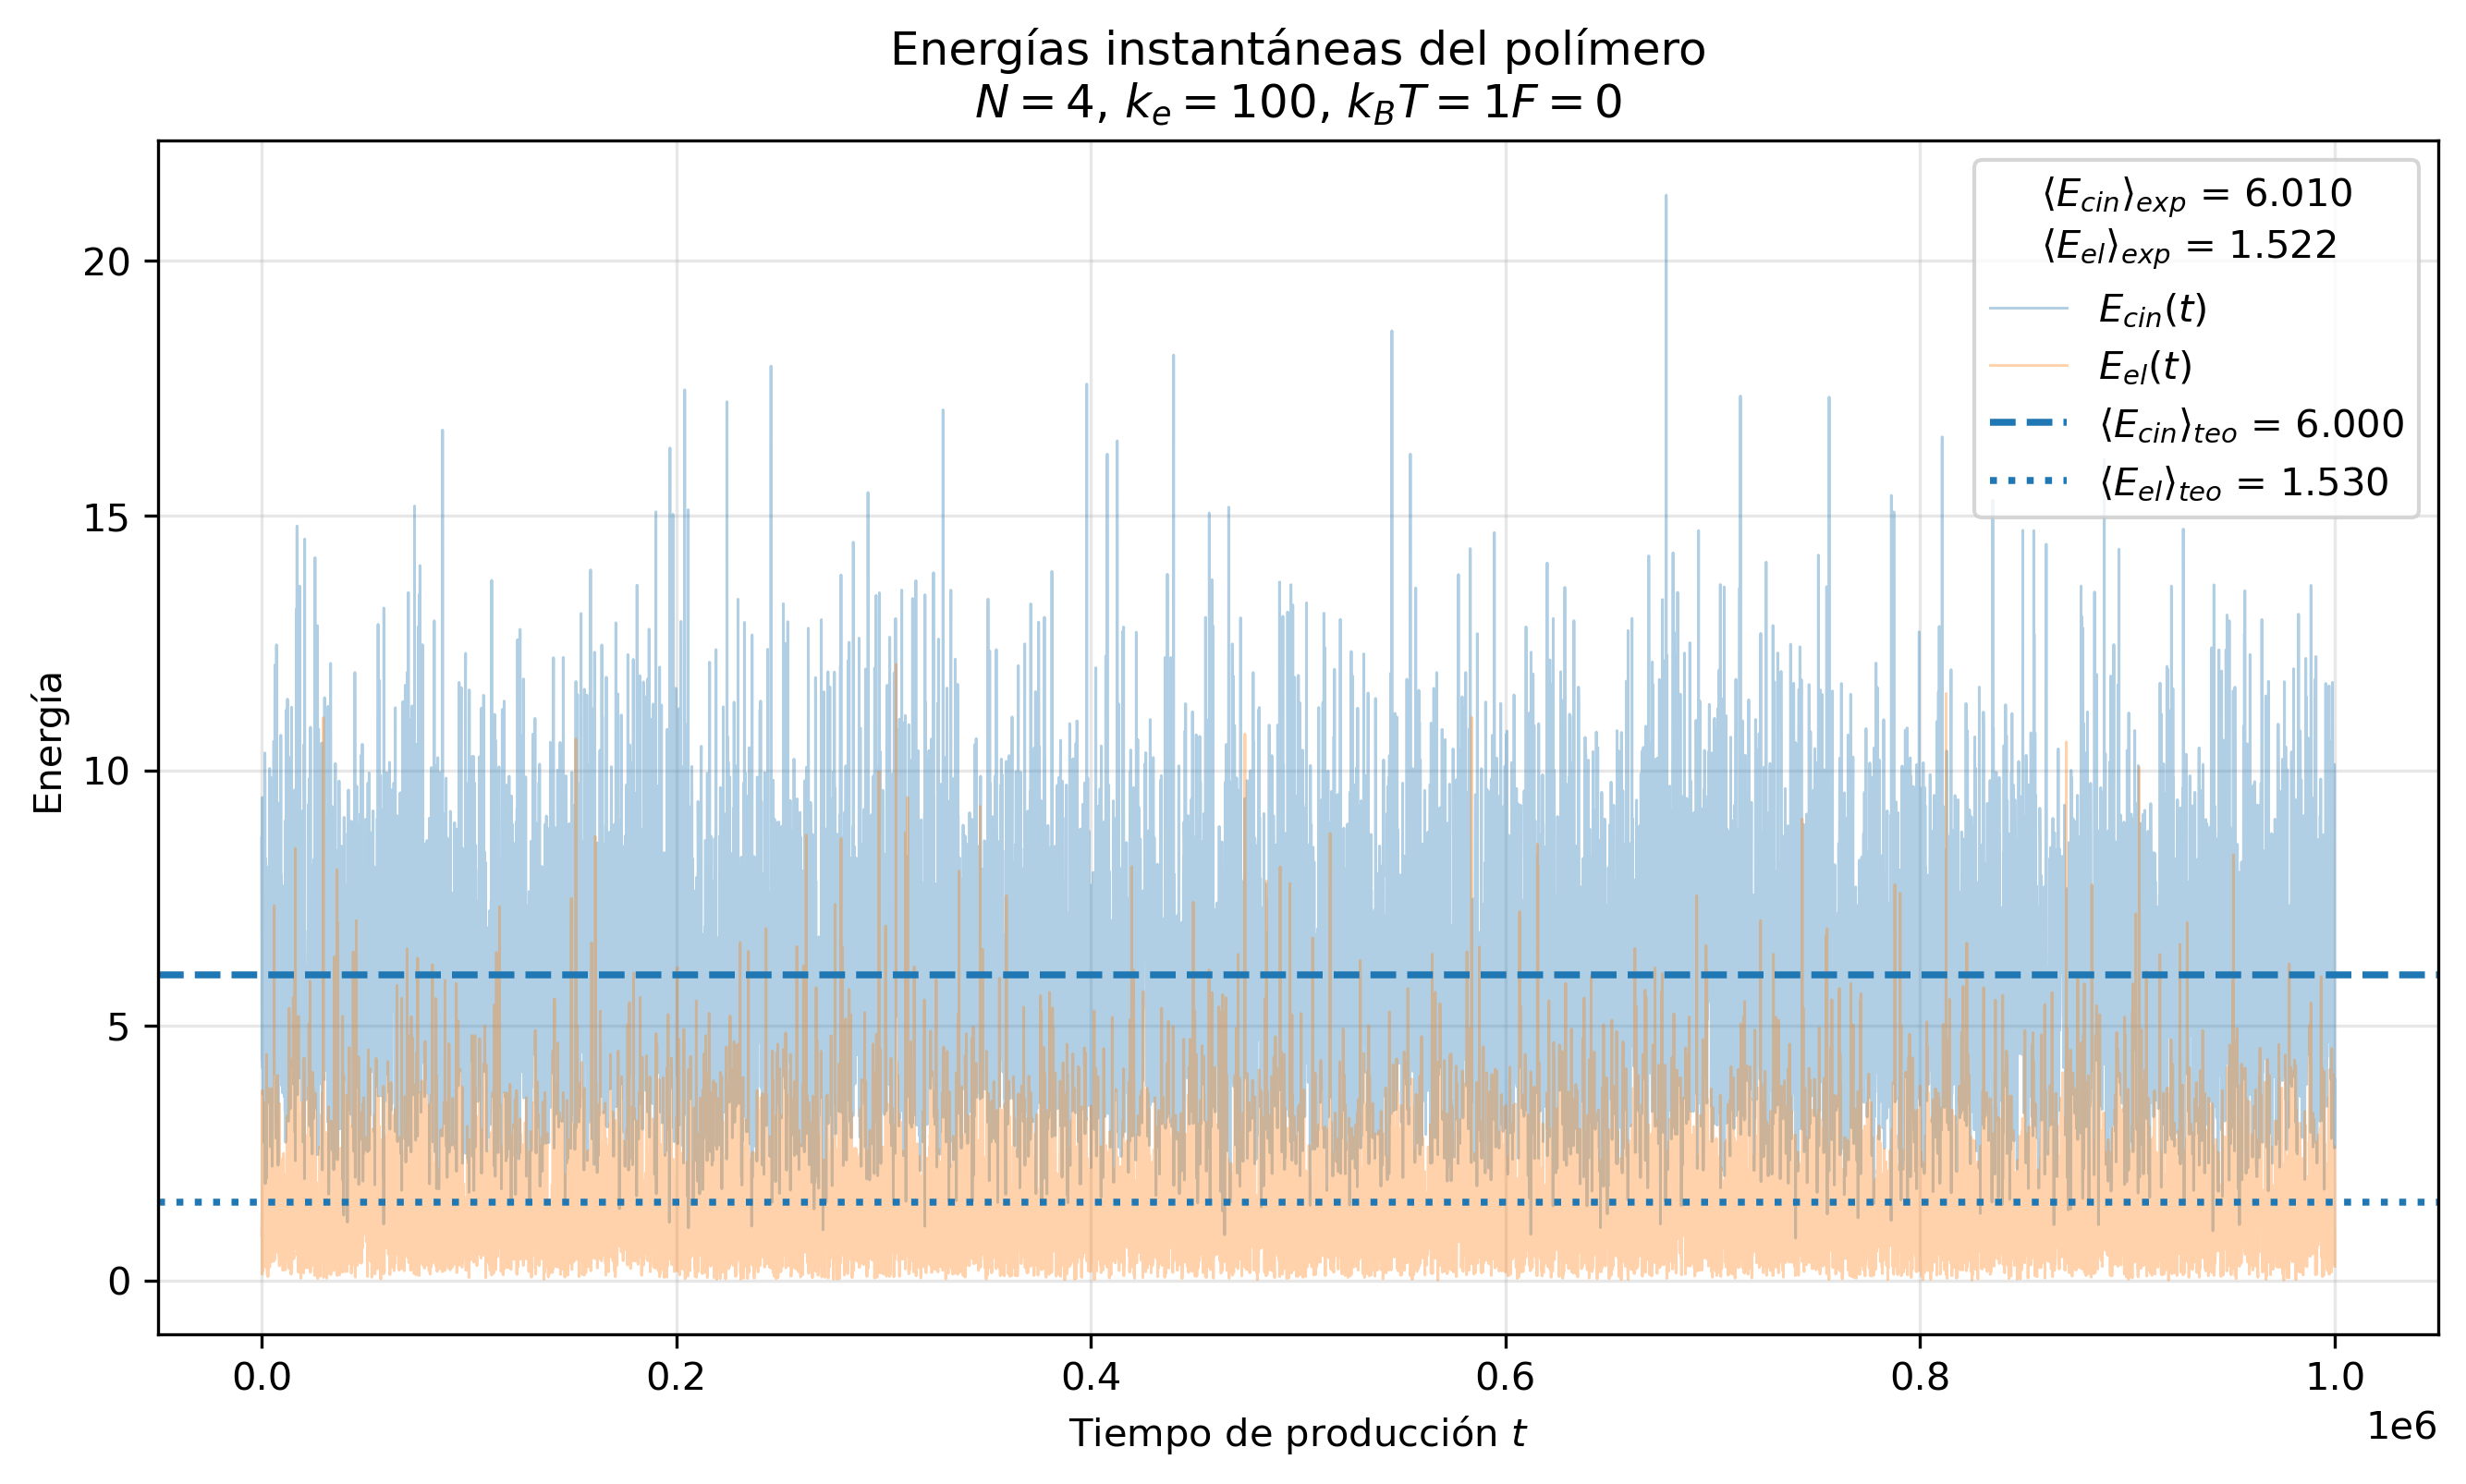 Energías instantáneas del polímero
N = 4, k_e = 100, k_BT = 1F = 0
⟨E_cin⟩_exp = 6.010
⟨E_el⟩_exp = 1.522
E_cin(t)
E_el(t)
⟨E_cin⟩_teo = 6.000
⟨E_el⟩_teo = 1.530
Energía
20
15
10
5
0
0.0 0.2 0.4 0.6 0.8 1.0
1e6
Tiempo de producción t